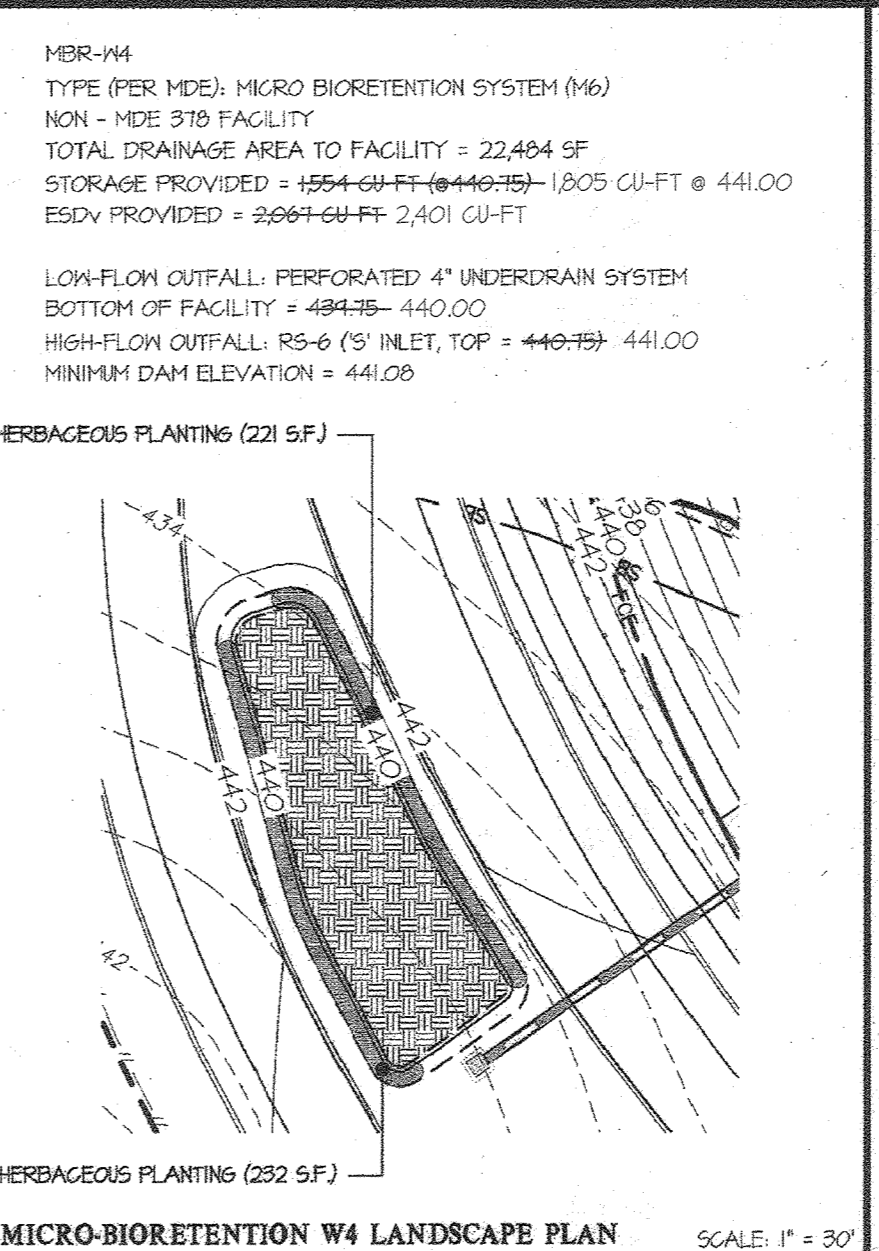 MBR-W4
TYPE (PER MDE): MICRO BIORETENTION SYSTEM (M6)
NON - MDE 378 FACILITY
TOTAL DRAINAGE AREA TO FACILITY = 22,484 SF
STORAGE PROVIDED = 1,554 CU-FT (@440.75) 1,805 CU-FT @ 441.00
ESDv PROVIDED = 2,067 CU-FT 2,401 CU-FT
LOW-FLOW OUTFALL: PERFORATED 4" UNDERDRAIN SYSTEM
BOTTOM OF FACILITY = 439.75 440.00
HIGH-FLOW OUTFALL: RS-6 ('S' INLET, TOP = 440.75) 441.00
MINIMUM DAM ELEVATION = 441.08
HERBACEOUS PLANTING (221 S.F.)
434
442
440
38
6
442
440
442
440
42
HERBACEOUS PLANTING (232 S.F.)
MICRO-BIORETENTION W4 LANDSCAPE PLAN
SCALE: 1" = 30'